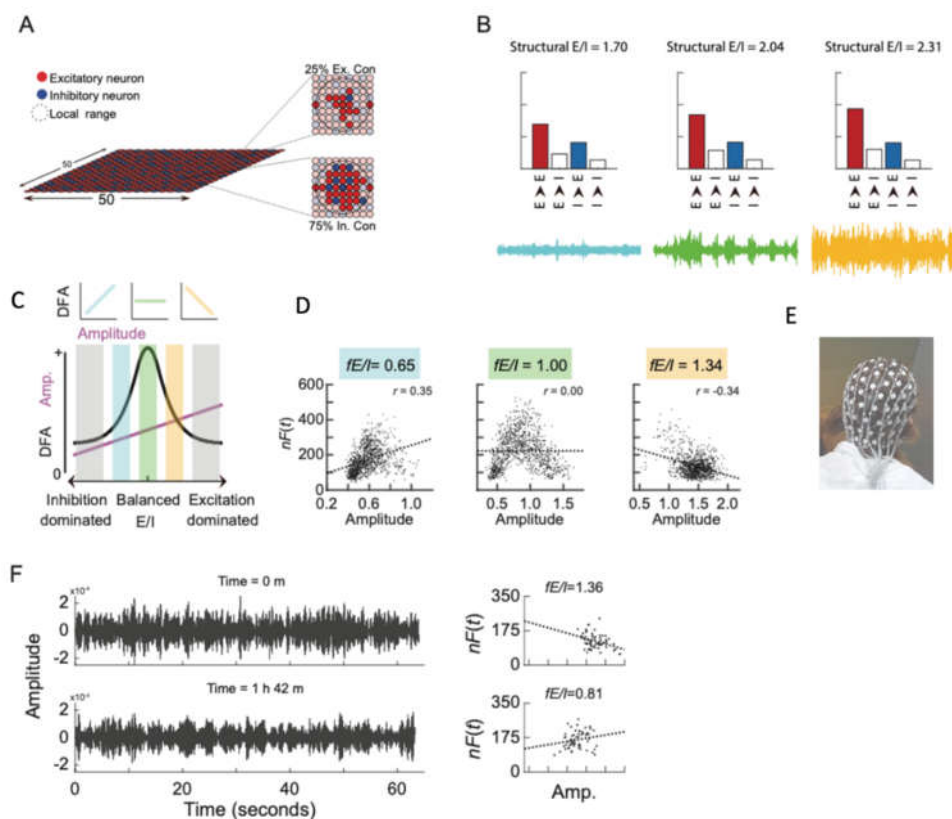 A
Excitatory neuron
Inhibitory neuron
Local range
25% Ex. Con
50
50
75% In. Con
B
Structural E/I = 1.70
Structural E/I = 2.04
Structural E/I = 2.31
E➤E
E➤I
I➤E
I➤I
E➤E
E➤I
I➤E
I➤I
E➤E
E➤I
I➤E
I➤I
C
DFA
Amplitude
+
Amp.
DFA
0
Inhibition dominated
Balanced E/I
Excitation dominated
D
fE/I= 0.65
fE/I = 1.00
fE/I = 1.34
r = 0.35
r = 0.00
r = -0.34
nF(t)
600
400
200
0
0.2 0.6 1.0
0.5 1.0 1.5
0.5 1.0 1.5 2.0
Amplitude
Amplitude
Amplitude
E
F
Time = 0 m
Amplitude
2
0
-2
Time = 1 h 42 m
2
0
-2
0 20 40 60
Time (seconds)
fE/I=1.36
nF(t)
350
175
0
fE/I=0.81
nF(t)
350
175
0
Amp.